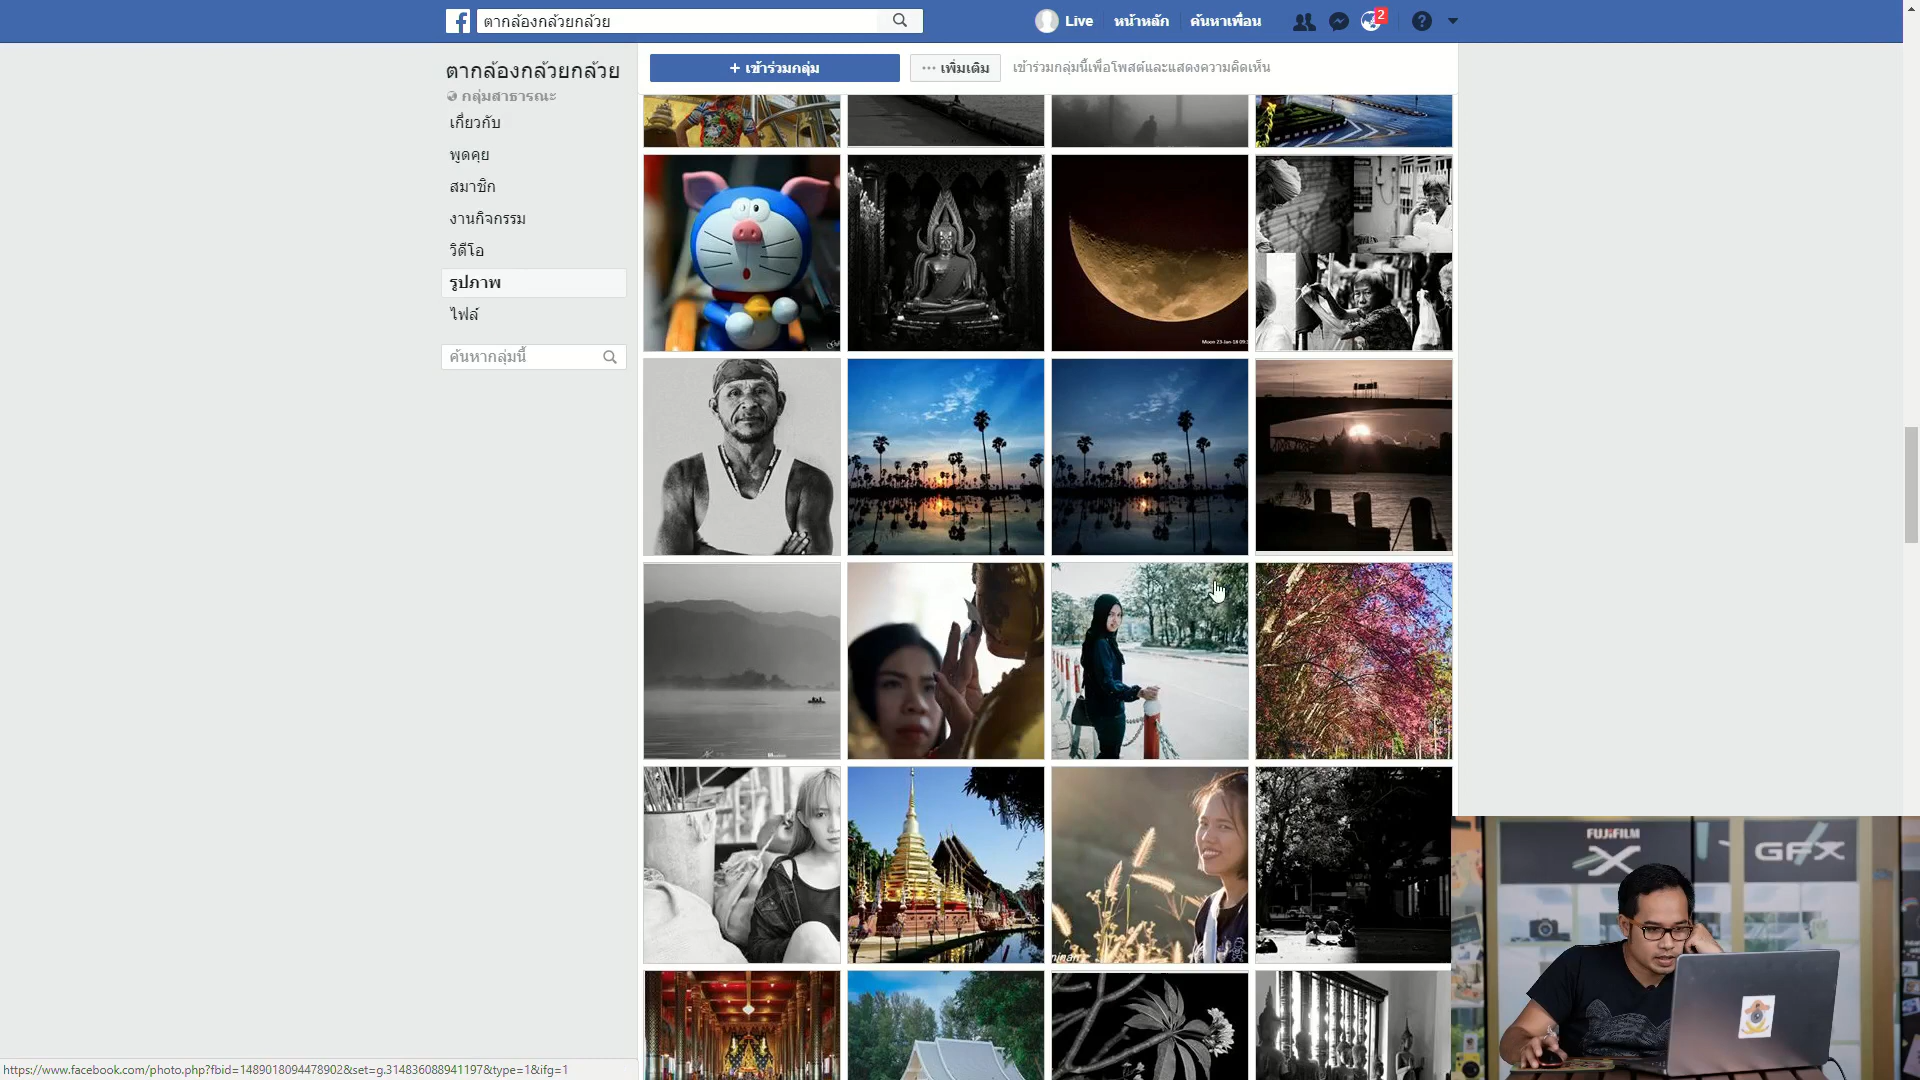 ตากล้องกล้วยกล้วย
Live
หน้าหลัก
ค้นหาเพื่อน
2
ตากล้องกล้วยกล้วย
กลุ่มสาธารณะ
เกี่ยวกับ
พูดคุย
สมาชิก
งานกิจกรรม
วิดีโอ
รูปภาพ
ไฟล์
ค้นหากลุ่มนี้
+ เข้าร่วมกลุ่ม
··· เพิ่มเติม
เข้าร่วมกลุ่มนี้เพื่อโพสต์และแสดงความคิดเห็น
Moon 23-Jan-18 09:
FUJIFILM
X
GFX
https://www.facebook.com/photo.php?fbid=1489018094478902&set=g.314836088941197&type=1&ifg=1